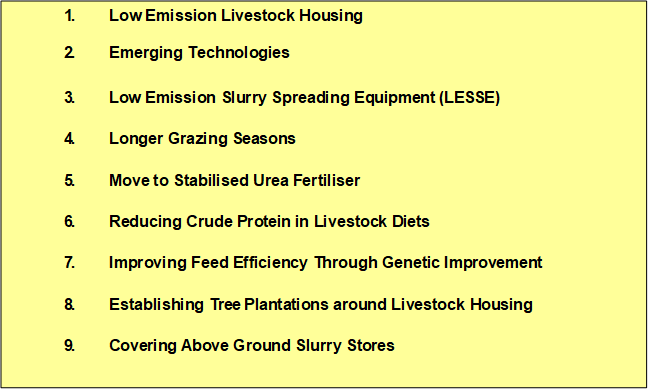 1. Low Emission Livestock Housing
2. Emerging Technologies
3. Low Emission Slurry Spreading Equipment (LESSE)
4. Longer Grazing Seasons
5. Move to Stabilised Urea Fertiliser
6. Reducing Crude Protein in Livestock Diets
7. Improving Feed Efficiency Through Genetic Improvement
8. Establishing Tree Plantations around Livestock Housing
9. Covering Above Ground Slurry Stores